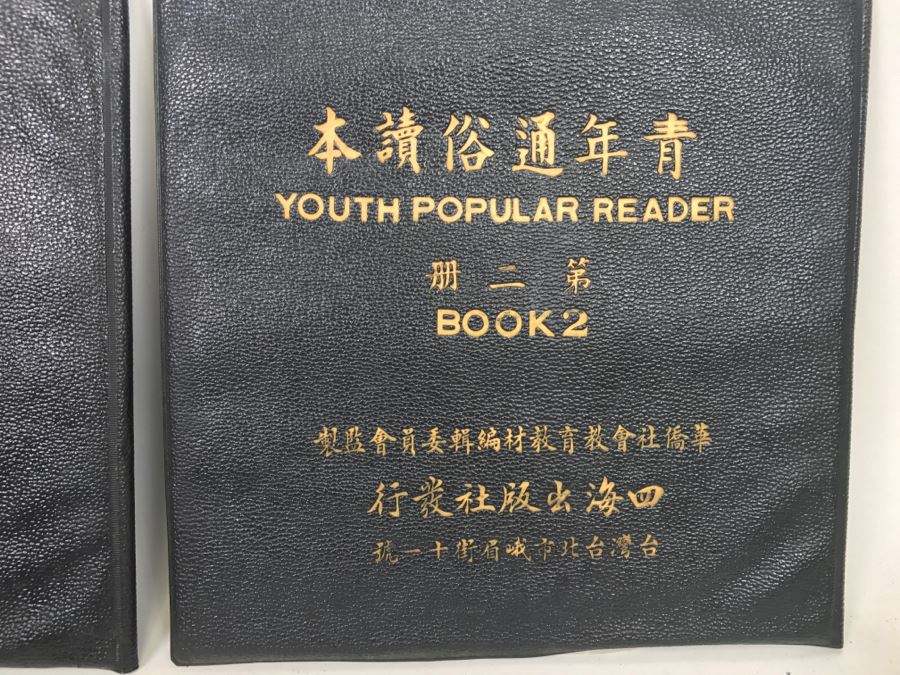 青年通俗讀本
YOUTH POPULAR READER
第二册
BOOK 2
華僑社會教育教材編輯委員會監製
四海出版社發行
台灣台北市峨眉街十一號